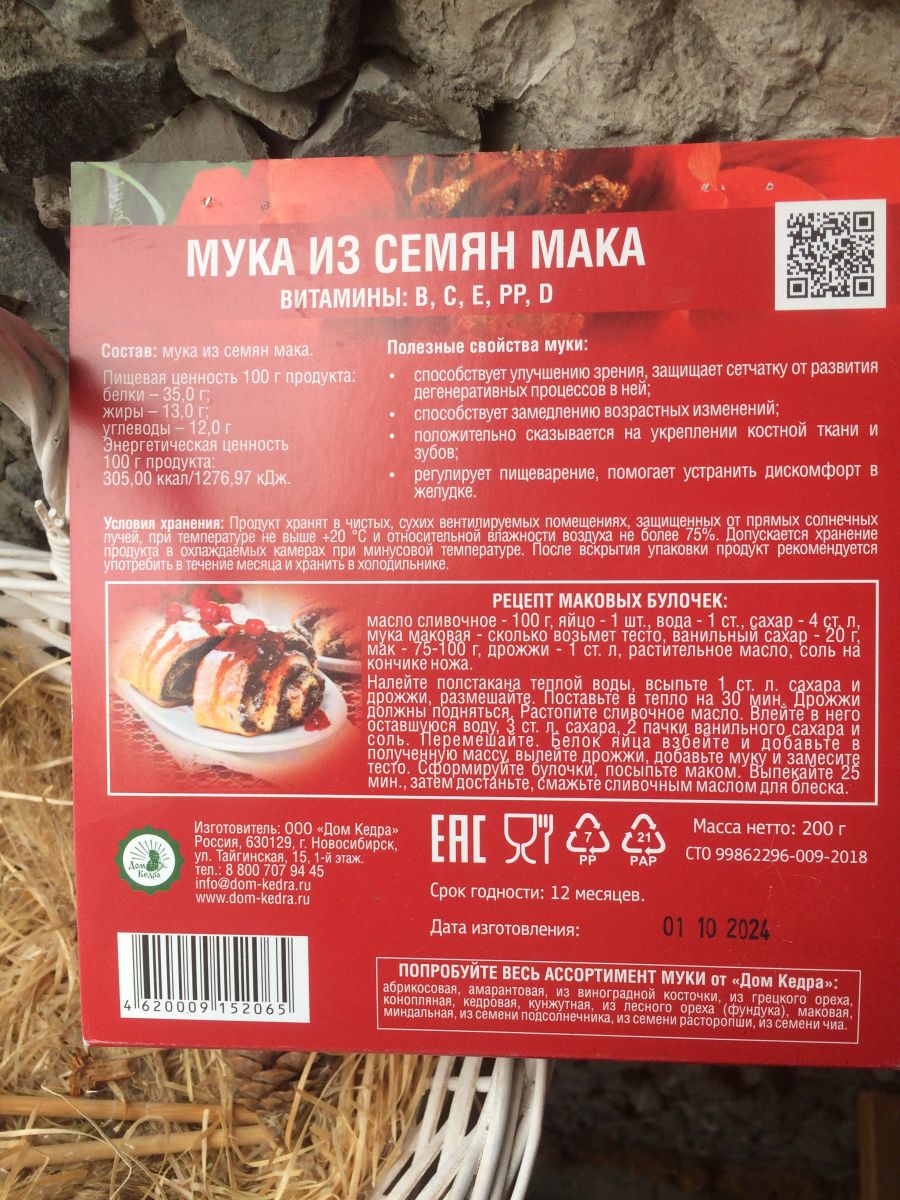 МУКА ИЗ СЕМЯН МАКА
ВИТАМИНЫ: B, C, E, PP, D
Состав: мука из семян мака.
Пищевая ценность 100 г продукта:
белки – 35,0 г;
жиры – 13,0 г;
углеводы – 12,0 г
Энергетическая ценность
100 г продукта:
305,00 ккал/1276,97 кДж.
Полезные свойства муки:
• способствует улучшению зрения, защищает сетчатку от развития
дегенеративных процессов в ней;
• способствует замедлению возрастных изменений;
• положительно сказывается на укреплении костной ткани и
зубов;
• регулирует пищеварение, помогает устранить дискомфорт в
желудке.
Условия хранения: Продукт хранят в чистых, сухих вентилируемых помещениях, защищенных от прямых солнечных
лучей, при температуре не выше +20 °C и относительной влажности воздуха не более 75%. Допускается хранение
продукта в охлаждаемых камерах при минусовой температуре. После вскрытия упаковки продукт рекомендуется
употребить в течение месяца и хранить в холодильнике.
РЕЦЕПТ МАКОВЫХ БУЛОЧЕК:
масло сливочное - 100 г, яйцо - 1 шт., вода - 1 ст., сахар - 4 ст. л,
мука маковая - сколько возьмет тесто, ванильный сахар - 20 г,
мак - 75-100 г, дрожжи - 1 ст. л, растительное масло, соль на
кончике ножа.
Налейте полстакана теплой воды, всыпьте 1 ст. л. сахара и
дрожжи, размешайте. Поставьте в тепло на 30 мин. Дрожжи
должны подняться. Растопите сливочное масло. Влейте в него
оставшуюся воду, 3 ст. л. сахара, 2 пачки ванильного сахара и
соль. Перемешайте. Белок яйца взбейте и добавьте в
полученную массу, вылейте дрожжи, добавьте муку и замесите
тесто. Сформируйте булочки, посыпьте маком. Выпекайте 25
мин., затем достаньте, смажьте сливочным маслом для блеска.
Дом
Кедра
Изготовитель: ООО «Дом Кедра»
Россия, 630129, г. Новосибирск,
ул. Тайгинская, 15, 1-й этаж.
тел.: 8 800 707 94 45
info@dom-kedra.ru
www.dom-kedra.ru
EAC
7
PP
21
PAP
Масса нетто: 200 г
СТО 99862296-009-2018
Срок годности: 12 месяцев.
Дата изготовления: 01 10 2024
4 620009 152065
ПОПРОБУЙТЕ ВЕСЬ АССОРТИМЕНТ МУКИ от «Дом Кедра»:
абрикосовая, амарантовая, из виноградной косточки, из грецкого ореха,
конопляная, кедровая, кунжутная, из лесного ореха (фундука), маковая,
миндальная, из семени подсолнечника, из семени расторопши, из семени чиа.